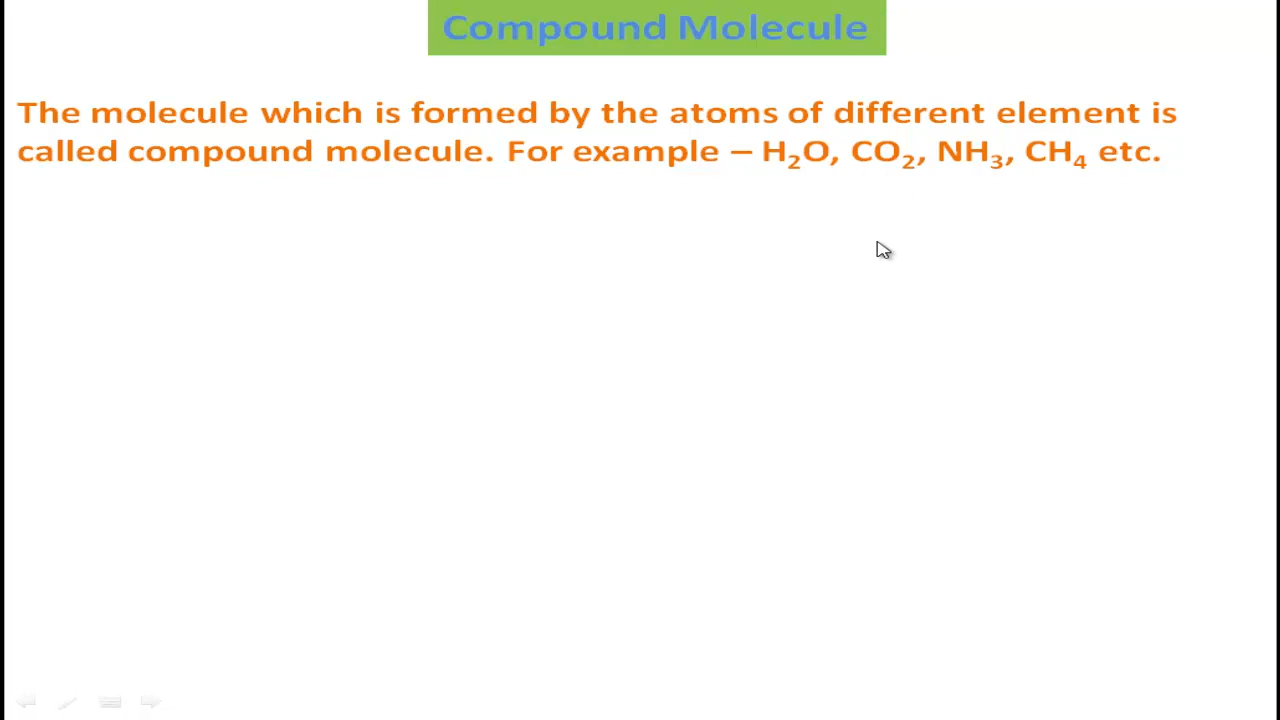 Compound Molecule
The molecule which is formed by the atoms of different element is
called compound molecule. For example – H₂O, CO₂, NH₃, CH₄ etc.